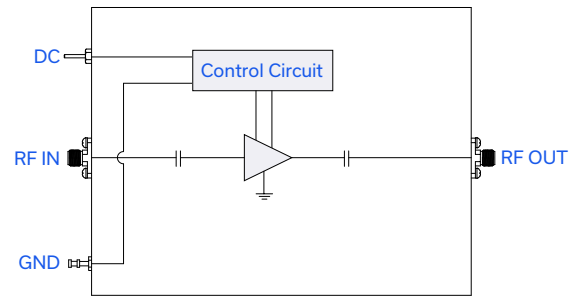 DC
Control Circuit
RF IN
RF OUT
GND